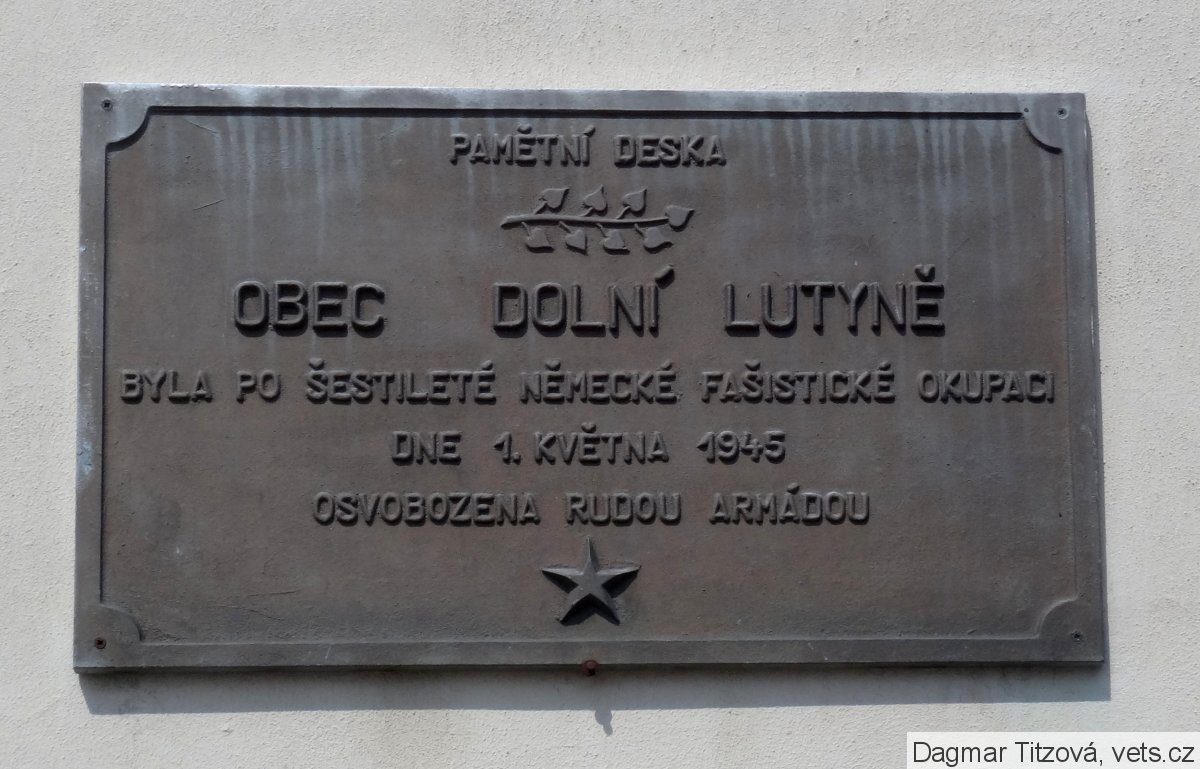 PAMĚTNÍ DESKA
OBEC DOLNÍ LUTYNĚ
BYLA PO ŠESTILETÉ NĚMECKÉ FAŠISTICKÉ OKUPACI
DNE 1. KVĚTNA 1945
OSVOBOZENA RUDOU ARMÁDOU
Dagmar Titzová, vets.cz